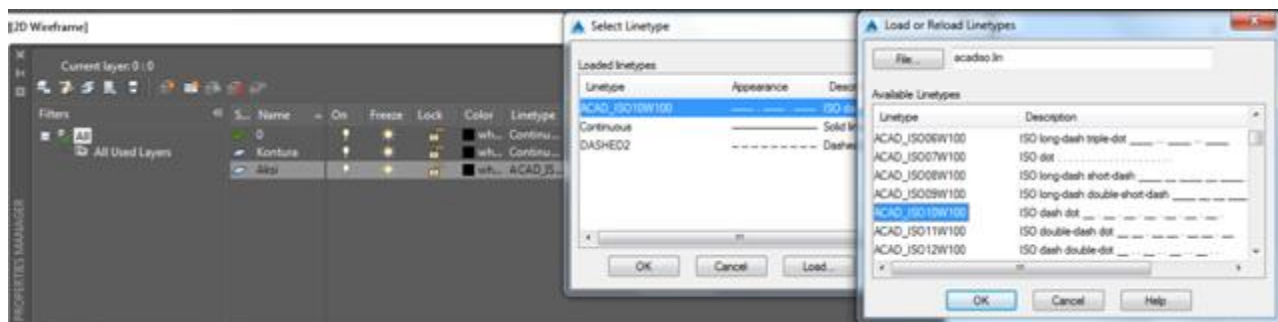 [2D Wireframe]
Current layer: 0 : 0
Filters
All
All Used Layers
S... Name On Freeze Lock Color Linetype
0 wh... Continu...
Kontura wh... Continu...
Aksi wh... ACAD_IS...
PROPERTIES MANAGER
Select Linetype
Loaded linetypes
Linetype Appearance Descr
ACAD_ISO10W100 ISO da
Continuous Solid lin
DASHED2 Dashed
OK Cancel Load...
Load or Reload Linetypes
File... acadiso.lin
Available Linetypes
Linetype Description
ACAD_ISO06W100 ISO long-dash triple-dot
ACAD_ISO07W100 ISO dot
ACAD_ISO08W100 ISO long-dash short-dash
ACAD_ISO09W100 ISO long-dash double-short-dash
ACAD_ISO10W100 ISO dash dot
ACAD_ISO11W100 ISO double-dash dot
ACAD_ISO12W100 ISO dash double-dot
OK Cancel Help